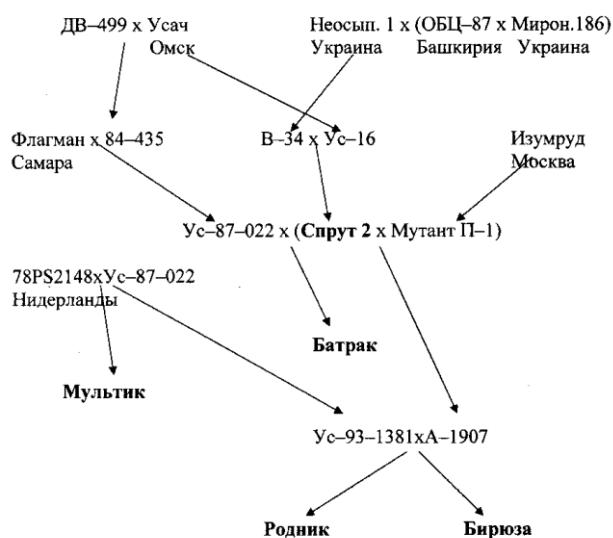 ДВ–499 х Усач
Омск
Неосып. 1 х (ОБЦ–87 х Мирон.186)
Украина Башкирия Украина
Флагман х 84–435
Самара
В–34 х Ус–16
Изумруд
Москва
Ус–87–022 х (Спрут 2 х Мутант П–1)
78PS2148хУс–87–022
Нидерланды
Батрак
Мультик
Ус–93–1381хА–1907
Родник
Бирюза